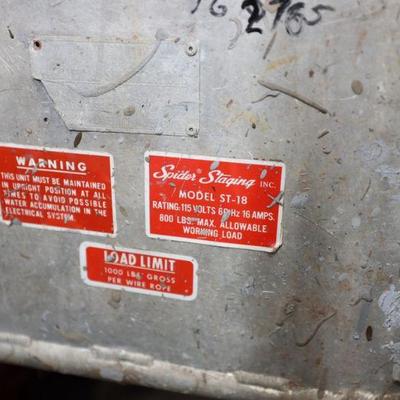 16 2765
WARNING
THIS UNIT MUST BE MAINTAINED
IN UPRIGHT POSITION AT ALL
TIMES TO AVOID POSSIBLE
WATER ACCUMULATION IN THE
ELECTRICAL SYSTEM.
Spider Staging INC.
MODEL ST-18
RATING: 115 VOLTS 60Hz 16 AMPS.
800 LBS. MAX. ALLOWABLE
WORKING LOAD
LOAD LIMIT
1000 LBS. GROSS
PER WIRE ROPE